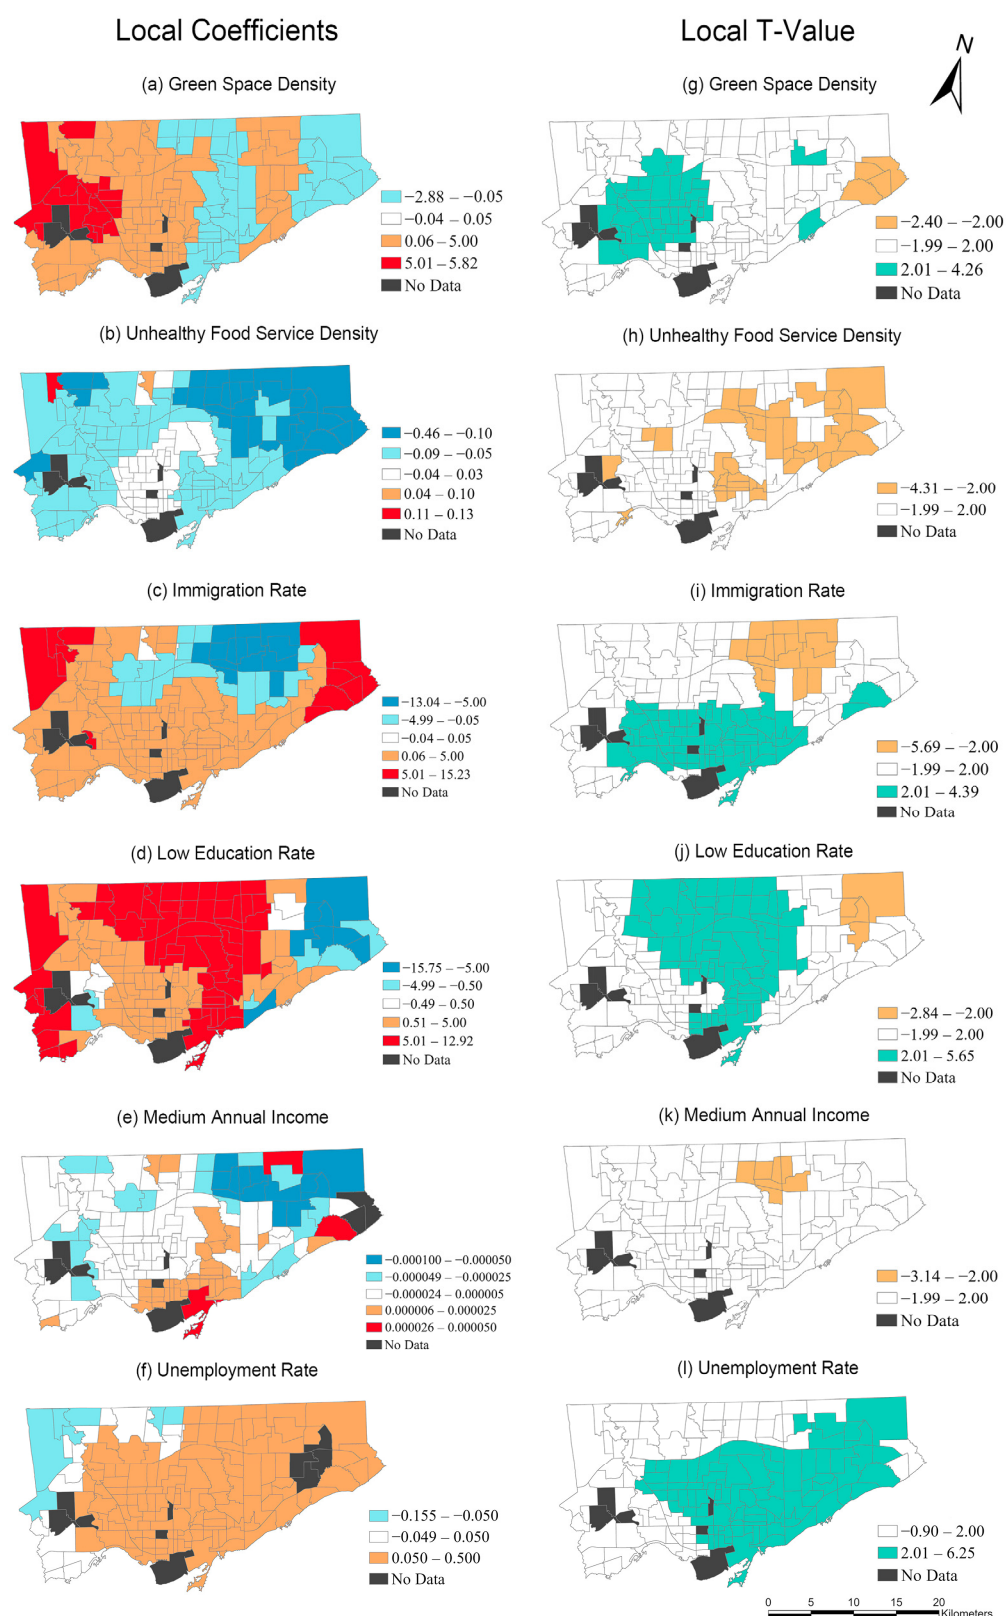 Local Coefficients
Local T-Value
N
(a) Green Space Density
−2.88 – −0.05
−0.04 – 0.05
0.06 – 5.00
5.01 – 5.82
No Data
(g) Green Space Density
−2.40 – −2.00
−1.99 – 2.00
2.01 – 4.26
No Data
(b) Unhealthy Food Service Density
−0.46 – −0.10
−0.09 – −0.05
−0.04 – 0.03
0.04 – 0.10
0.11 – 0.13
No Data
(h) Unhealthy Food Service Density
−4.31 – −2.00
−1.99 – 2.00
No Data
(c) Immigration Rate
−13.04 – −5.00
−4.99 – −0.05
−0.04 – 0.05
0.06 – 5.00
5.01 – 15.23
No Data
(i) Immigration Rate
−5.69 – −2.00
−1.99 – 2.00
2.01 – 4.39
No Data
(d) Low Education Rate
−15.75 – −5.00
−4.99 – −0.50
−0.49 – 0.50
0.51 – 5.00
5.01 – 12.92
No Data
(j) Low Education Rate
−2.84 – −2.00
−1.99 – 2.00
2.01 – 5.65
No Data
(e) Medium Annual Income
−0.000100 – −0.000050
−0.000049 – −0.000025
−0.000024 – 0.000005
0.000006 – 0.000025
0.000026 – 0.000050
No Data
(k) Medium Annual Income
−3.14 – −2.00
−1.99 – 2.00
No Data
(f) Unemployment Rate
−0.155 – −0.050
−0.049 – 0.050
0.050 – 0.500
No Data
(l) Unemployment Rate
−0.90 – 2.00
2.01 – 6.25
No Data
0 5 10 15 20
Kilometers